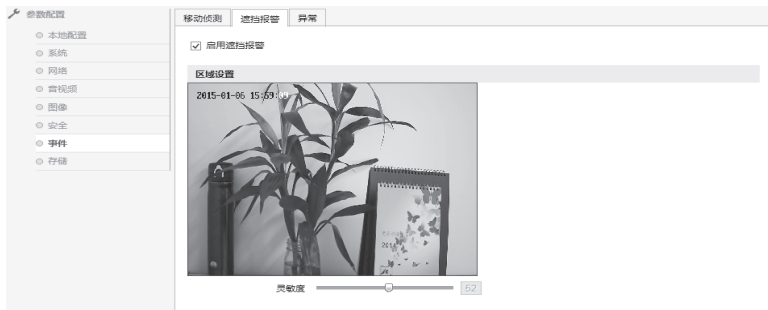 参数配置
本地配置
系统
网络
音视频
图像
安全
事件
存储
移动侦测 遮挡报警 异常
启用遮挡报警
区域设置
2015-01-06 15:59:09
201
灵敏度 52